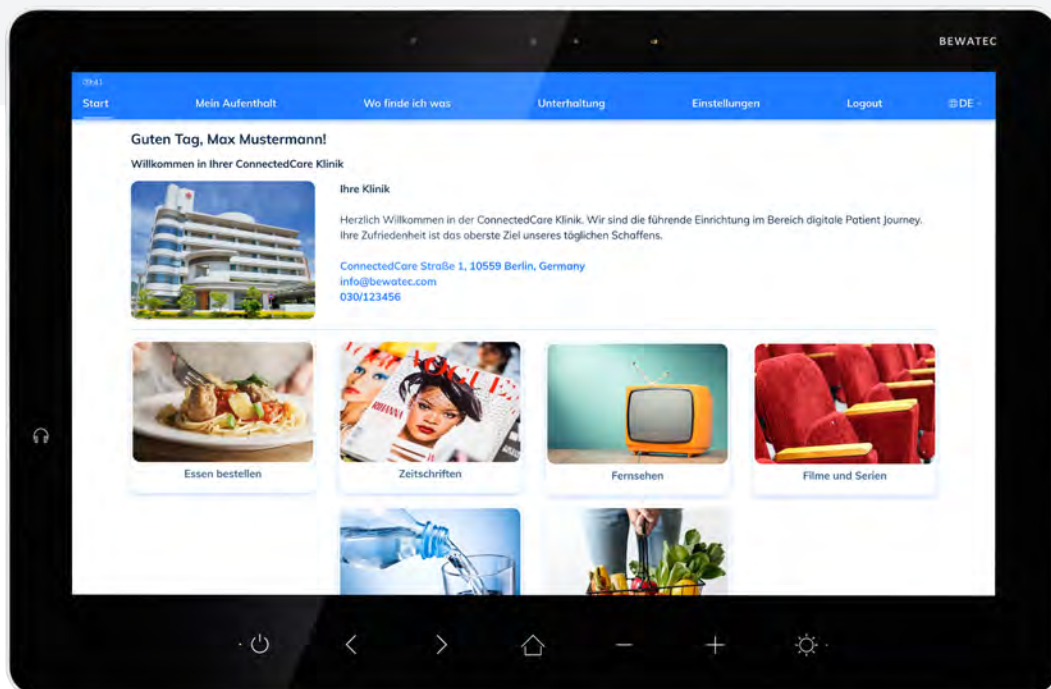 BEWATEC
09:41
Start Mein Aufenthalt Wo finde ich was Unterhaltung Einstellungen Logout DE
Guten Tag, Max Mustermann!
Willkommen in Ihrer ConnectedCare Klinik
Ihre Klinik
Herzlich Willkommen in der ConnectedCare Klinik. Wir sind die führende Einrichtung im Bereich digitale Patient Journey.
Ihre Zufriedenheit ist das oberste Ziel unseres täglichen Schaffens.
ConnectedCare Straße 1, 10559 Berlin, Germany
info@bewatec.com
030/123456
VOGUE
RIHANNA
Essen bestellen Zeitschriften Fernsehen Filme und Serien